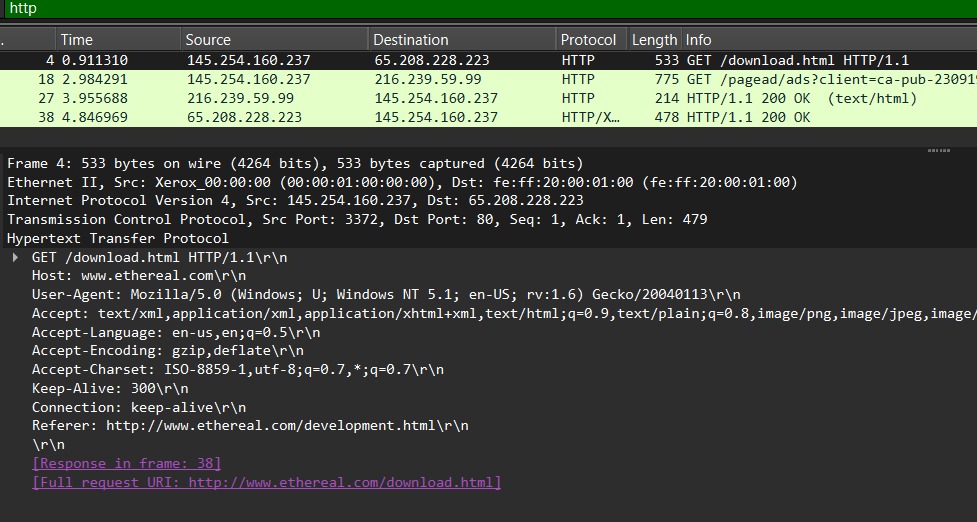 http
. Time Source Destination Protocol Length Info
4 0.911310 145.254.160.237 65.208.228.223 HTTP 533 GET /download.html HTTP/1.1
18 2.984291 145.254.160.237 216.239.59.99 HTTP 775 GET /pagead/ads?client=ca-pub-23091
27 3.955688 216.239.59.99 145.254.160.237 HTTP 214 HTTP/1.1 200 OK (text/html)
38 4.846969 65.208.228.223 145.254.160.237 HTTP/X… 478 HTTP/1.1 200 OK
Frame 4: 533 bytes on wire (4264 bits), 533 bytes captured (4264 bits)
Ethernet II, Src: Xerox_00:00:00 (00:00:01:00:00:00), Dst: fe:ff:20:00:01:00 (fe:ff:20:00:01:00)
Internet Protocol Version 4, Src: 145.254.160.237, Dst: 65.208.228.223
Transmission Control Protocol, Src Port: 3372, Dst Port: 80, Seq: 1, Ack: 1, Len: 479
Hypertext Transfer Protocol
GET /download.html HTTP/1.1\r\n
Host: www.ethereal.com\r\n
User-Agent: Mozilla/5.0 (Windows; U; Windows NT 5.1; en-US; rv:1.6) Gecko/20040113\r\n
Accept: text/xml,application/xml,application/xhtml+xml,text/html;q=0.9,text/plain;q=0.8,image/png,image/jpeg,image/
Accept-Language: en-us,en;q=0.5\r\n
Accept-Encoding: gzip,deflate\r\n
Accept-Charset: ISO-8859-1,utf-8;q=0.7,*;q=0.7\r\n
Keep-Alive: 300\r\n
Connection: keep-alive\r\n
Referer: http://www.ethereal.com/development.html\r\n
\r\n
[Response in frame: 38]
[Full request URI: http://www.ethereal.com/download.html]